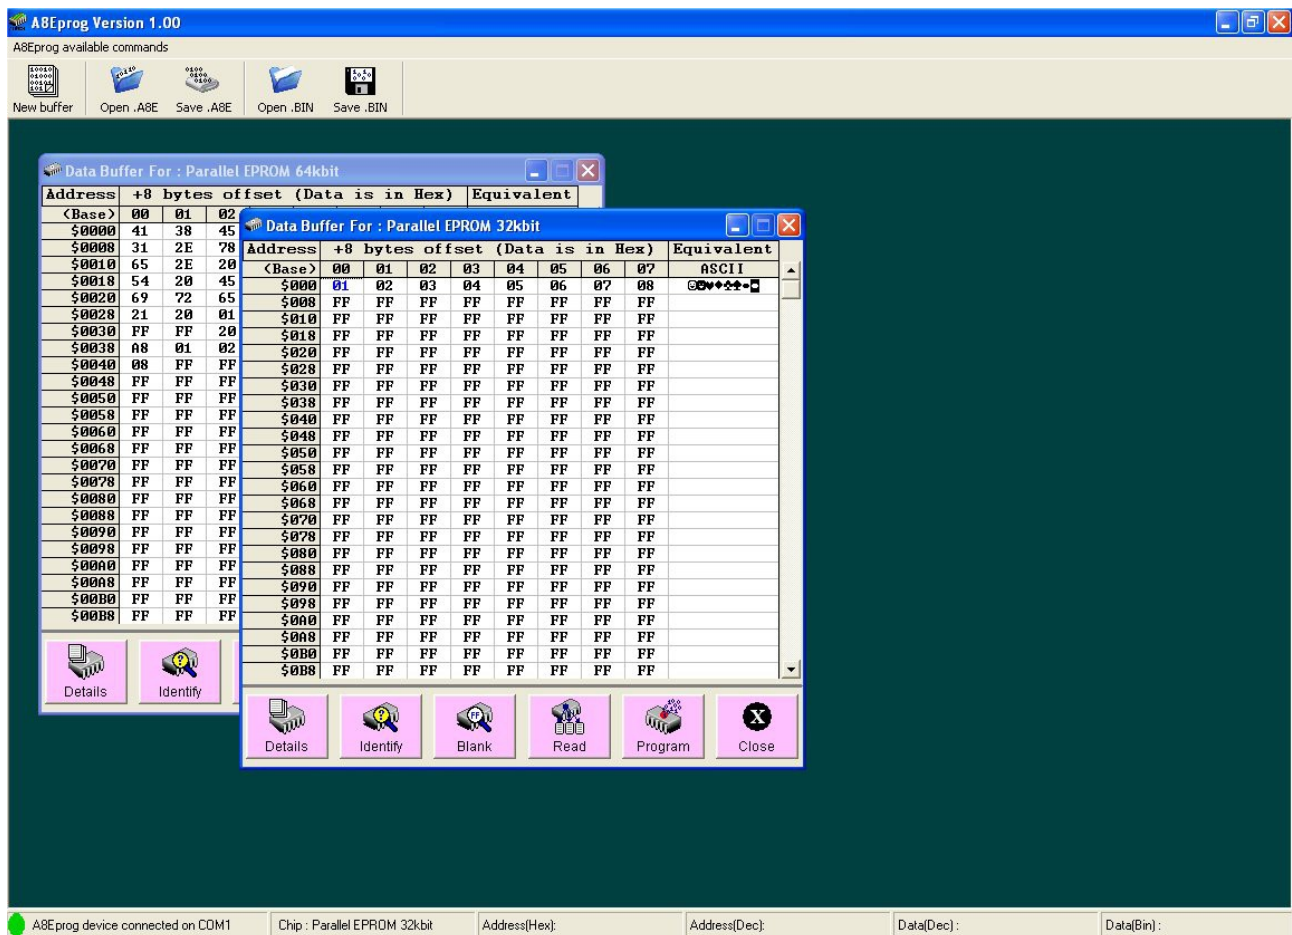 A8Eprog Version 1.00
A8Eprog available commands
New buffer Open .A8E Save .A8E Open .BIN Save .BIN
Data Buffer For : Parallel EPROM 64kbit
Address +8 bytes offset (Data is in Hex) Equivalent
(Base) 00 01 02
$0000 41 38 45
$0008 31 2E 78
$0010 65 2E 20
$0018 54 20 45
$0020 69 72 65
$0028 21 20 01
$0030 FF FF 20
$0038 A8 01 02
$0040 08 FF FF
$0048 FF FF FF
$0050 FF FF FF
$0058 FF FF FF
$0060 FF FF FF
$0068 FF FF FF
$0070 FF FF FF
$0078 FF FF FF
$0080 FF FF FF
$0088 FF FF FF
$0090 FF FF FF
$0098 FF FF FF
$00A0 FF FF FF
$00A8 FF FF FF
$00B0 FF FF FF
$00B8 FF FF FF
Details Identify
Data Buffer For : Parallel EPROM 32kbit
Address +8 bytes offset (Data is in Hex) Equivalent
(Base) 00 01 02 03 04 05 06 07 ASCII
$000 01 02 03 04 05 06 07 08 ☺☻♥♦♣♠•◘
$008 FF FF FF FF FF FF FF FF
$010 FF FF FF FF FF FF FF FF
$018 FF FF FF FF FF FF FF FF
$020 FF FF FF FF FF FF FF FF
$028 FF FF FF FF FF FF FF FF
$030 FF FF FF FF FF FF FF FF
$038 FF FF FF FF FF FF FF FF
$040 FF FF FF FF FF FF FF FF
$048 FF FF FF FF FF FF FF FF
$050 FF FF FF FF FF FF FF FF
$058 FF FF FF FF FF FF FF FF
$060 FF FF FF FF FF FF FF FF
$068 FF FF FF FF FF FF FF FF
$070 FF FF FF FF FF FF FF FF
$078 FF FF FF FF FF FF FF FF
$080 FF FF FF FF FF FF FF FF
$088 FF FF FF FF FF FF FF FF
$090 FF FF FF FF FF FF FF FF
$098 FF FF FF FF FF FF FF FF
$0A0 FF FF FF FF FF FF FF FF
$0A8 FF FF FF FF FF FF FF FF
$0B0 FF FF FF FF FF FF FF FF
$0B8 FF FF FF FF FF FF FF FF
Details Identify Blank Read Program Close
A8Eprog device connected on COM1 Chip : Parallel EPROM 32kbit Address(Hex): Address(Dec): Data(Dec) : Data(Bin) :